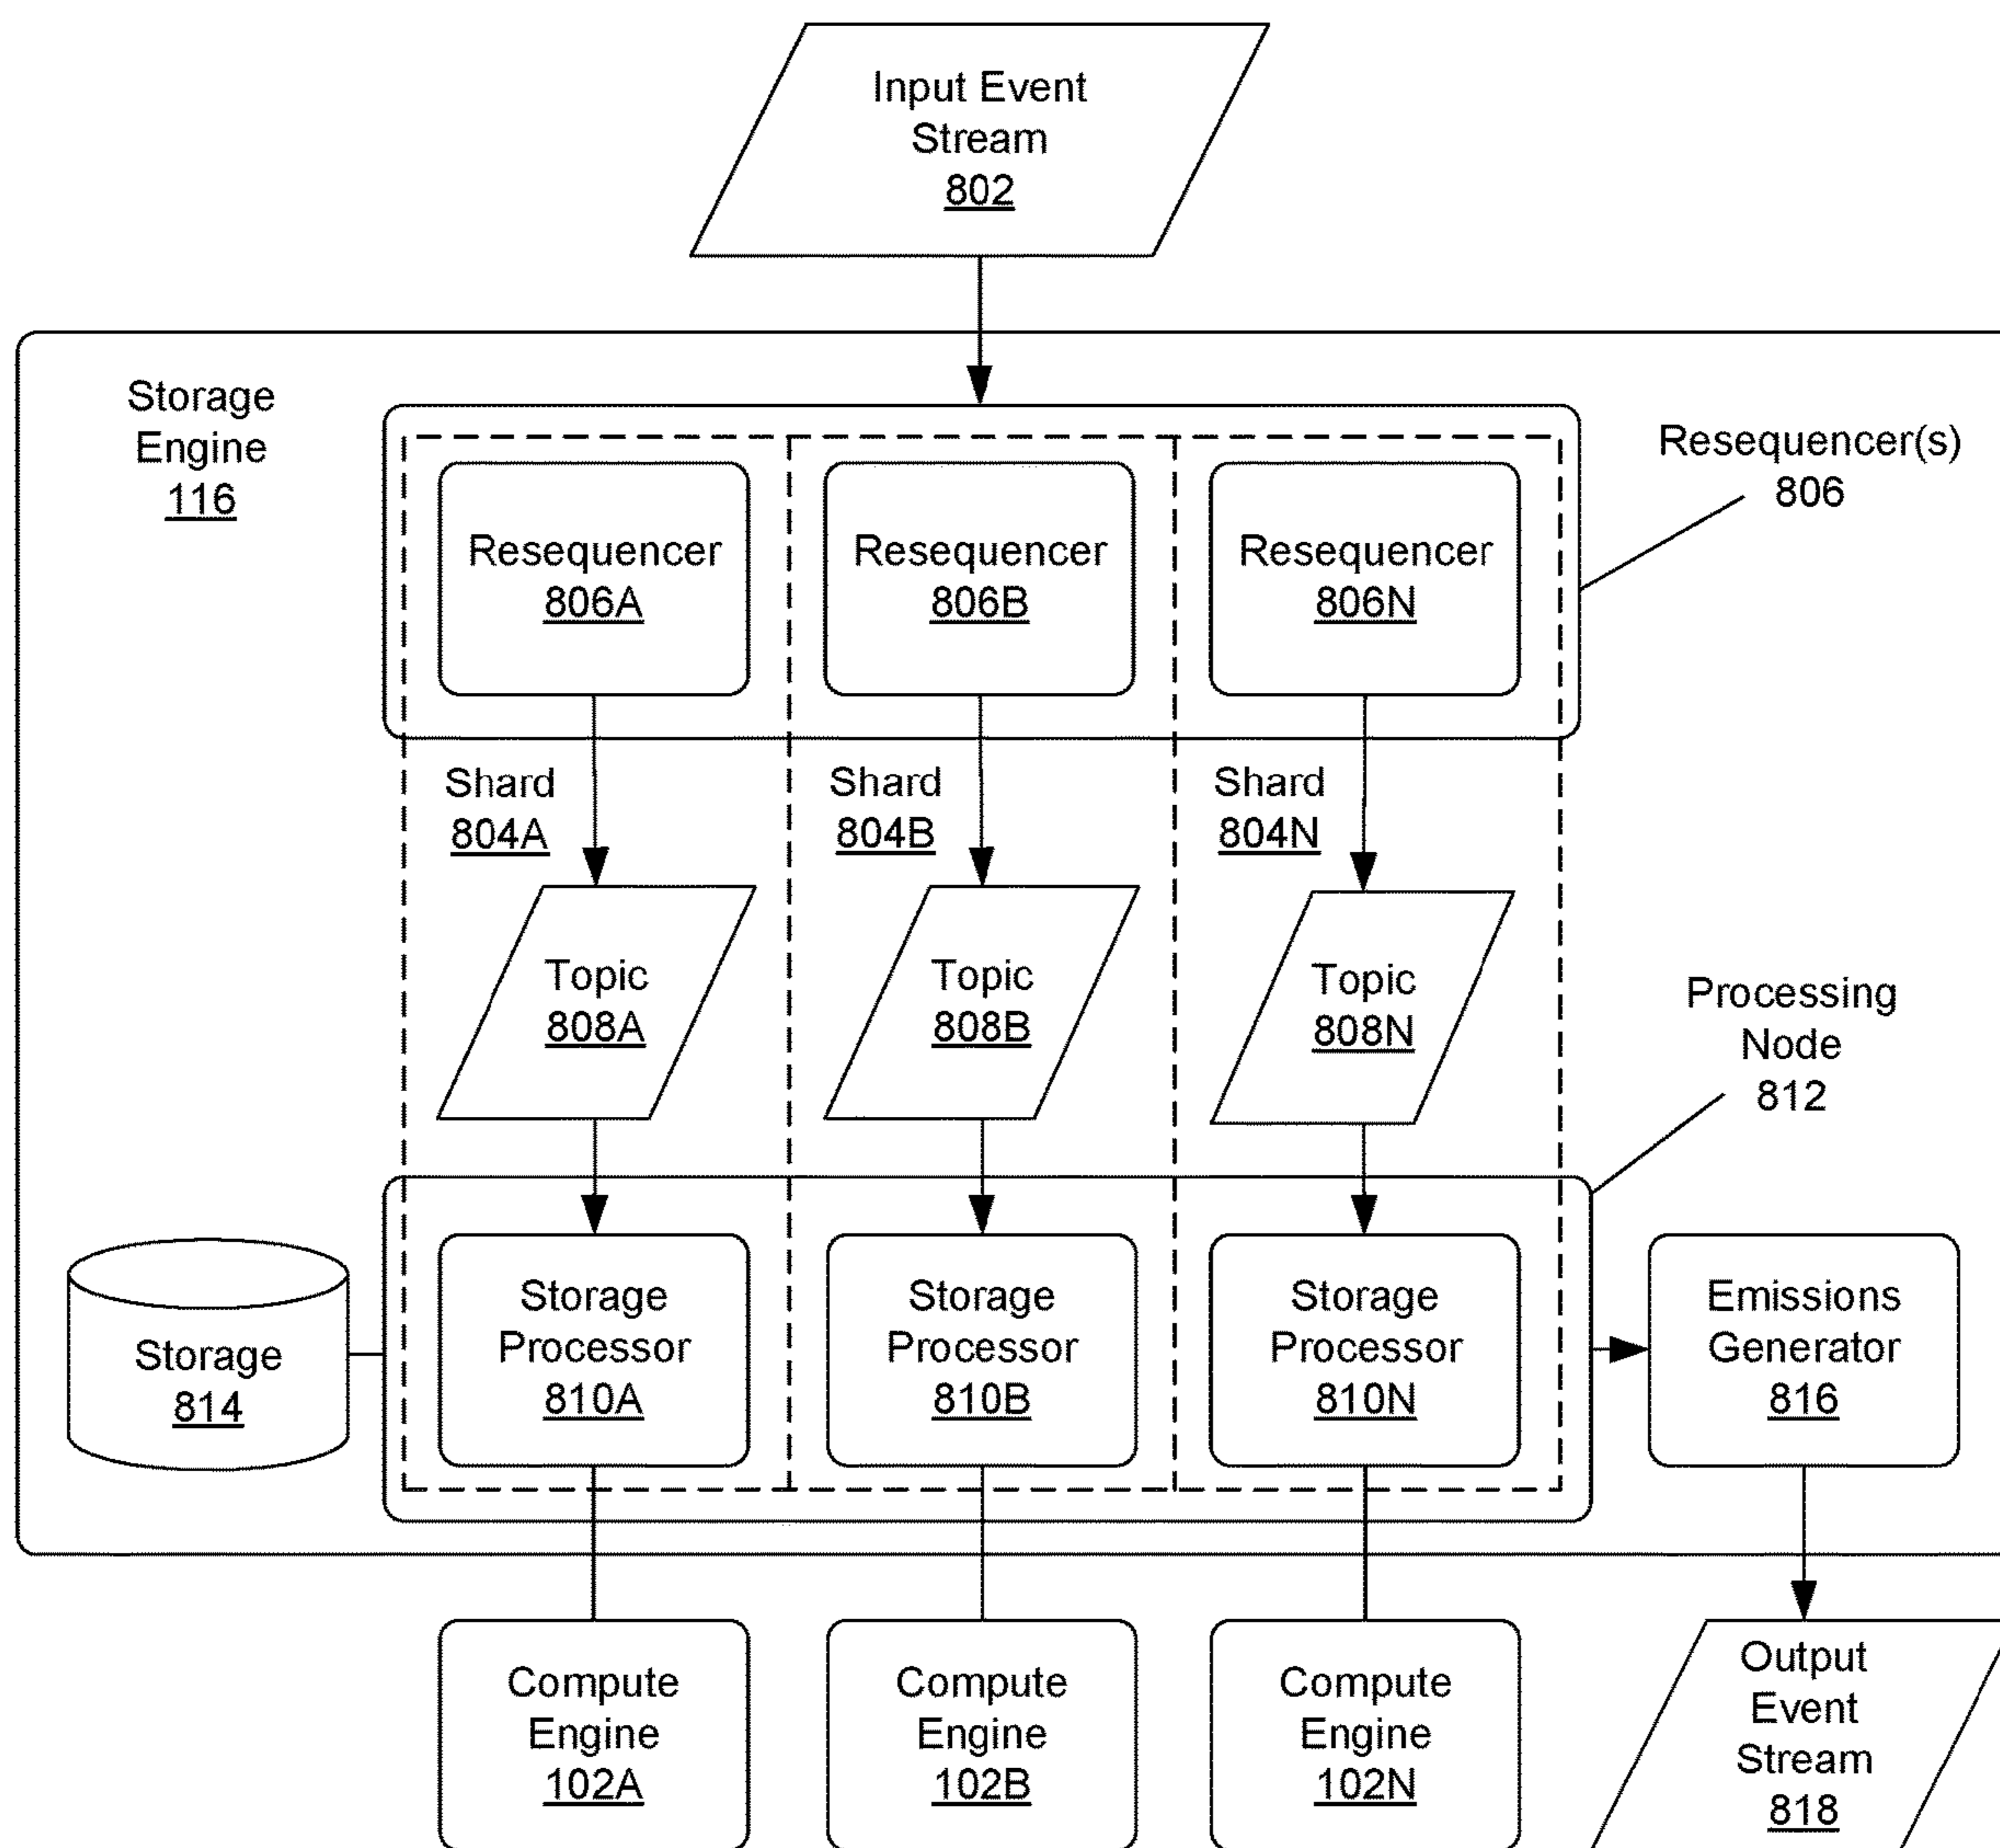 Input Event
Stream
802
Storage
Engine
116
Resequencer(s)
806
Resequencer
806A
Resequencer
806B
Resequencer
806N
Shard
804A
Shard
804B
Shard
804N
Topic
808A
Topic
808B
Topic
808N
Processing
Node
812
Storage
814
Storage
Processor
810A
Storage
Processor
810B
Storage
Processor
810N
Emissions
Generator
816
Compute
Engine
102A
Compute
Engine
102B
Compute
Engine
102N
Output
Event
Stream
818